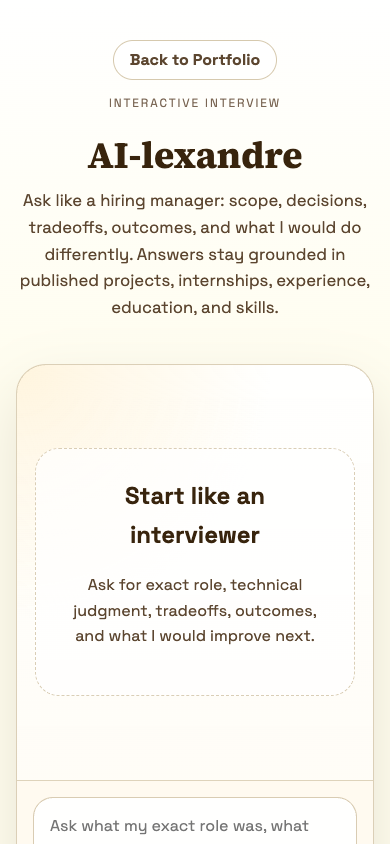 Back to Portfolio
INTERACTIVE INTERVIEW
AI-lexandre
Ask like a hiring manager: scope, decisions,
tradeoffs, outcomes, and what I would do
differently. Answers stay grounded in
published projects, internships, experience,
education, and skills.
Start like an
interviewer
Ask for exact role, technical
judgment, tradeoffs, outcomes,
and what I would improve next.
Ask what my exact role was, what